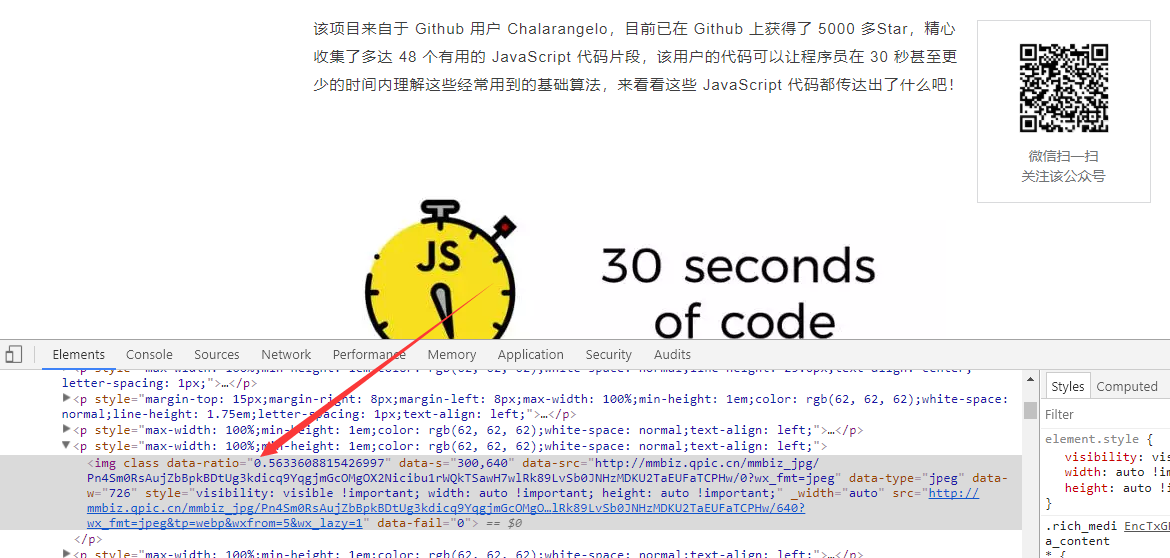 该项目来自于 Github 用户 Chalarangelo，目前已在 Github 上获得了 5000 多Star，精心
收集了多达 48 个有用的 JavaScript 代码片段，该用户的代码可以让程序员在 30 秒甚至更
少的时间内理解这些经常用到的基础算法，来看看这些 JavaScript 代码都传达出了什么吧！
微信扫一扫
关注该公众号
JS
30 seconds
of code
Elements Console Sources Network Performance Memory Application Security Audits
letter-spacing: 1px;">…</p>
<p style="margin-top: 15px;margin-right: 8px;margin-left: 8px;max-width: 100%;min-height: 1em;color: rgb(62, 62, 62);white-space:
normal;line-height: 1.75em;letter-spacing: 1px;text-align: left;">…</p>
<p style="max-width: 100%;min-height: 1em;color: rgb(62, 62, 62);white-space: normal;text-align: left;">…</p>
<p style="max-width: 100%;min-height: 1em;color: rgb(62, 62, 62);white-space: normal;text-align: left;">
<img class data-ratio="0.5633608815426997" data-s="300,640" data-src="http://mmbiz.qpic.cn/mmbiz_jpg/
Pn4Sm0RsAujZbBpkBDtUg3kdicq9YqgjmGcOMgOX2Nicibu1rWQkTSawH7wlRk89LvSb0JNHzMDKU2TaEUFaTCPHw/0?wx_fmt=jpeg" data-type="jpeg" data-
w="726" style="visibility: visible !important; width: auto !important; height: auto !important;" _width="auto" src="http://
mmbiz.qpic.cn/mmbiz_jpg/Pn4Sm0RsAujZbBpkBDtUg3kdicq9YqgjmGcOMgO…lRk89LvSb0JNHzMDKU2TaEUFaTCPHw/640?
wx_fmt=jpeg&tp=webp&wxfrom=5&wx_lazy=1" data-fail="0"> == $0
</p>
<p style="max-width: 100%;min-height: 1em;color: rgb(62, 62, 62);white-space: normal;text-align: left;">…</p>
Styles Computed
Filter
element.style {
visibility: vis
width: auto !im
height: auto !i
}
.rich_medi EncTxGE
a_content
* {